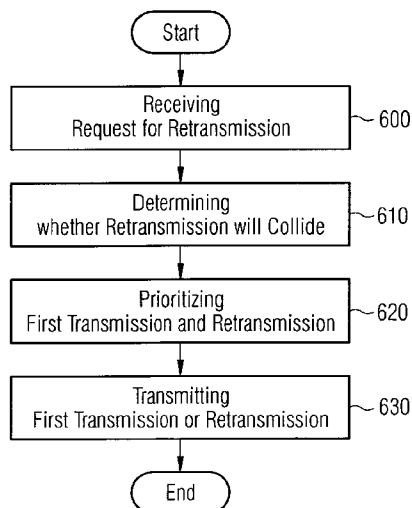 Start
Receiving
Request for Retransmission
600
Determining
whether Retransmission will Collide
610
Prioritizing
First Transmission and Retransmission
620
Transmitting
First Transmission or Retransmission
630
End